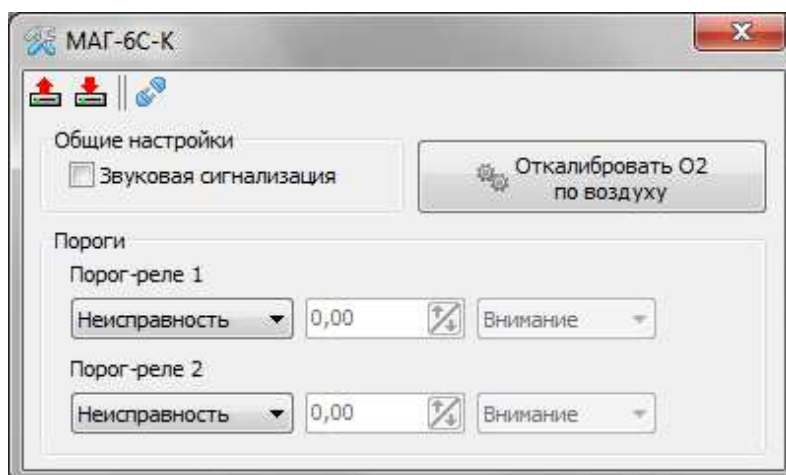 МАГ-6С-К
Общие настройки
Звуковая сигнализация
Откалибровать О2
по воздуху
Пороги
Порог-реле 1
Неисправность 0,00 Внимание
Порог-реле 2
Неисправность 0,00 Внимание